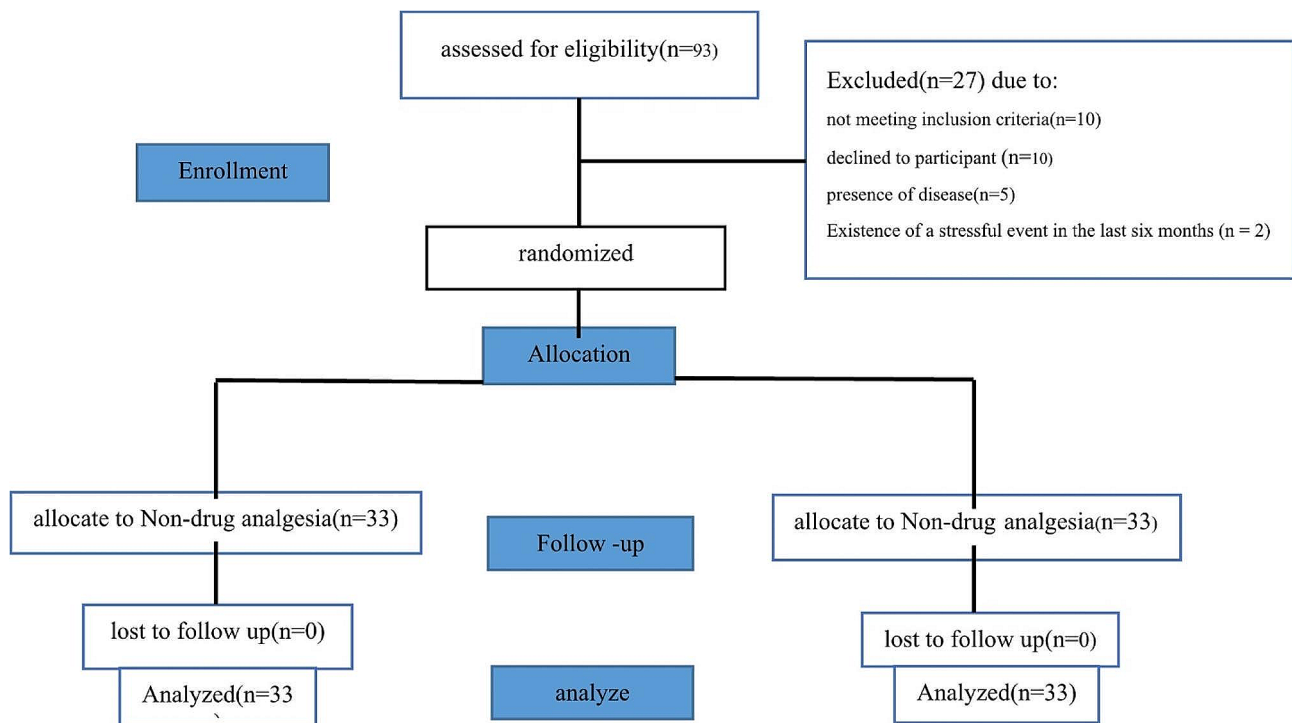 assessed for eligibility(n=93)
Excluded(n=27) due to:
not meeting inclusion criteria(n=10)
declined to participant (n=10)
presence of disease(n=5)
Existence of a stressful event in the last six months (n = 2)
Enrollment
randomized
Allocation
allocate to Non-drug analgesia(n=33)
allocate to Non-drug analgesia(n=33)
Follow -up
lost to follow up(n=0)
lost to follow up(n=0)
Analyzed(n=33
)
analyze
Analyzed(n=33)